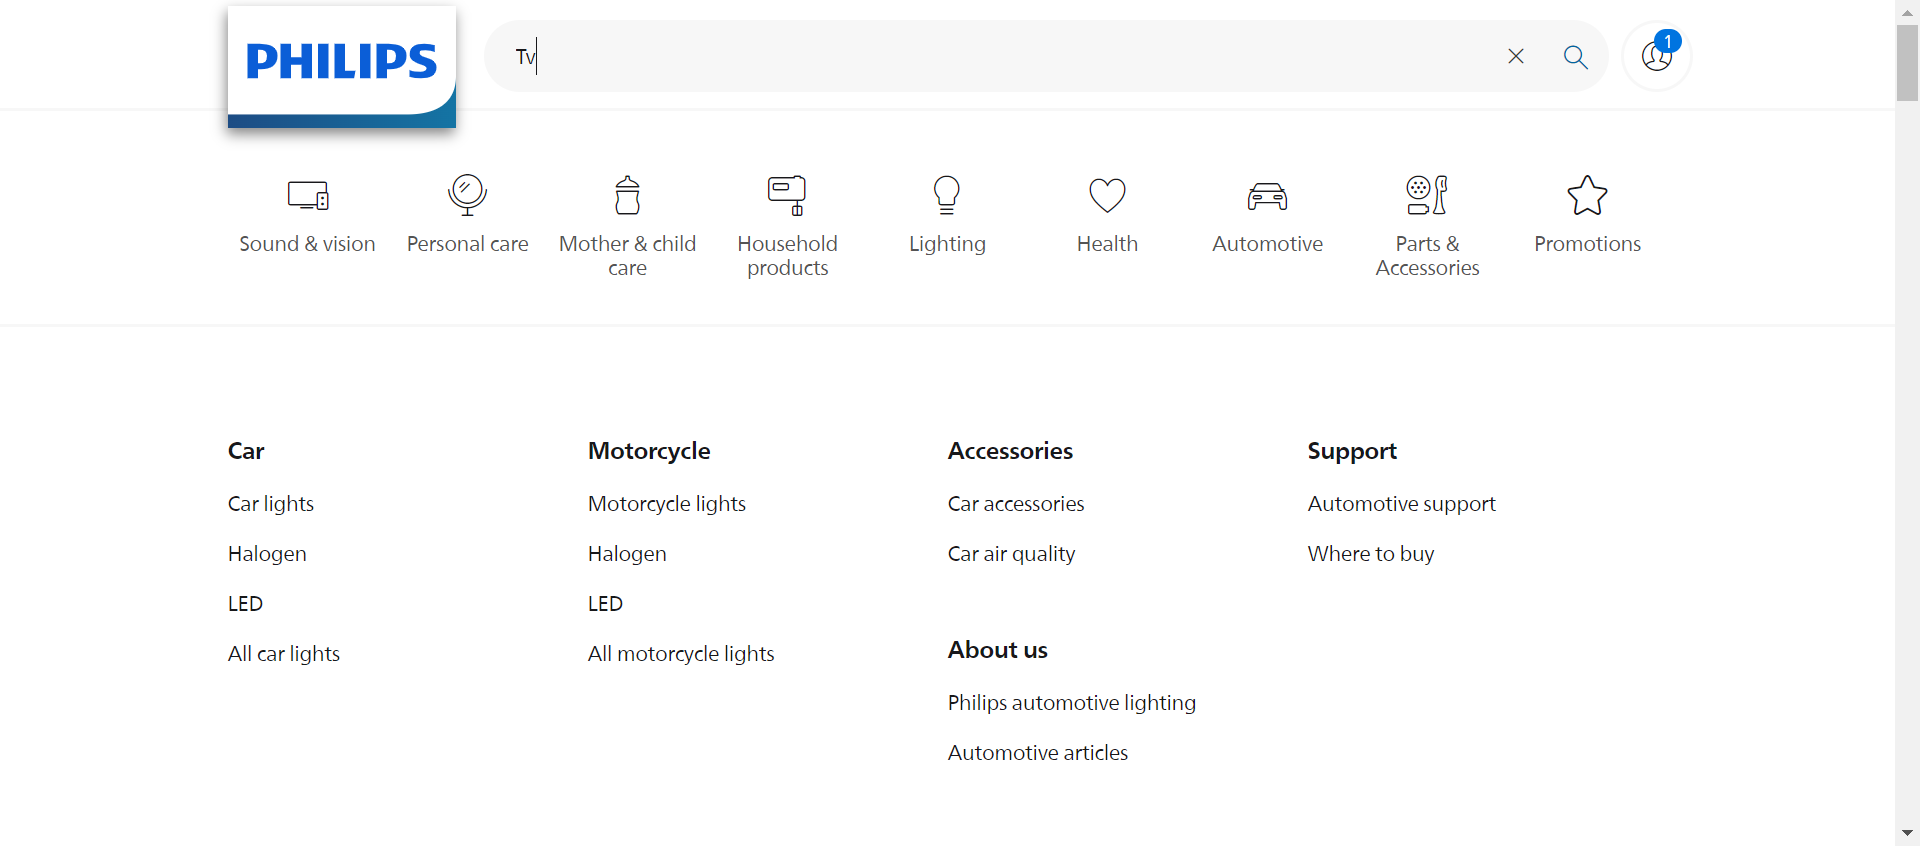 PHILIPS
Tv
1
Sound & vision
Personal care
Mother & child
care
Household
products
Lighting
Health
Automotive
Parts &
Accessories
Promotions
Car
Car lights
Halogen
LED
All car lights
Motorcycle
Motorcycle lights
Halogen
LED
All motorcycle lights
Accessories
Car accessories
Car air quality
About us
Philips automotive lighting
Automotive articles
Support
Automotive support
Where to buy